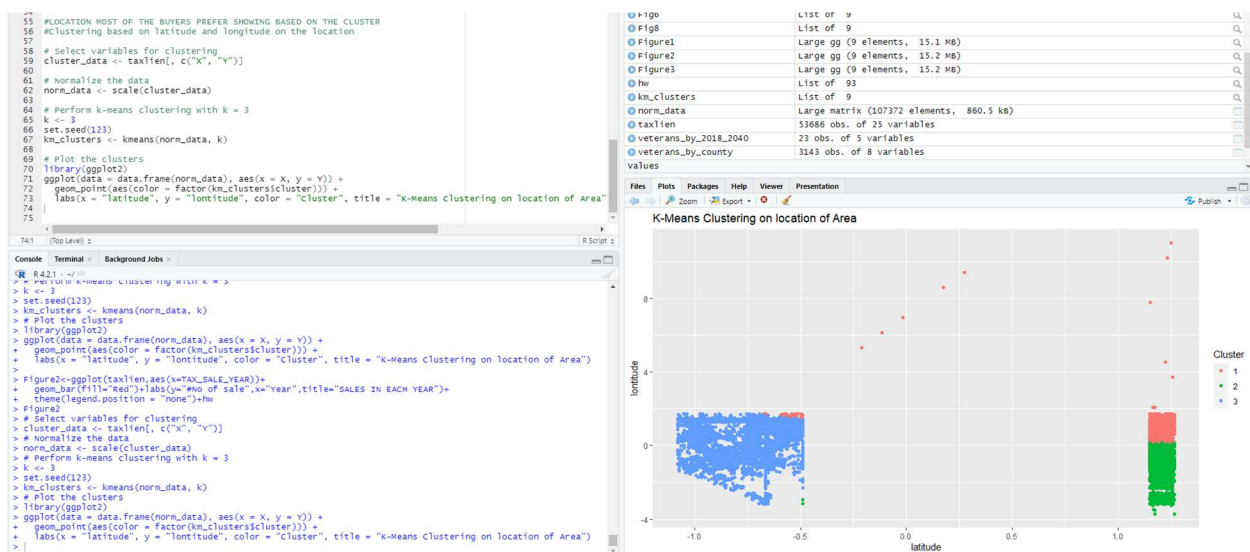 54
55 #LOCATION MOST OF THE BUYERS PREFER SHOWING BASED ON THE CLUSTER
56 #Clustering based on latitude and longitude on the location
57
58 # Select variables for clustering
59 cluster_data <- taxlien[, c("X", "Y")]
60
61 # Normalize the data
62 norm_data <- scale(cluster_data)
63
64 # Perform k-means clustering with k = 3
65 k <- 3
66 set.seed(123)
67 km_clusters <- kmeans(norm_data, k)
68
69 # Plot the clusters
70 library(ggplot2)
71 ggplot(data = data.frame(norm_data), aes(x = X, y = Y)) +
72 geom_point(aes(color = factor(km_clusters$cluster))) +
73 labs(x = "latitude", y = "lontitude", color = "Cluster", title = "K-Means Clustering on location of Area"
74
75
74:1 (Top Level) R Script
Console Terminal Background Jobs
R 4.2.1 · ~/
> # Perform k-means clustering with k = 3
> k <- 3
> set.seed(123)
> km_clusters <- kmeans(norm_data, k)
> # Plot the clusters
> library(ggplot2)
> ggplot(data = data.frame(norm_data), aes(x = X, y = Y)) +
+ geom_point(aes(color = factor(km_clusters$cluster))) +
+ labs(x = "latitude", y = "lontitude", color = "Cluster", title = "K-Means Clustering on location of Area")
>
> Figure2<-ggplot(taxlien,aes(x=TAX_SALE_YEAR))+
+ geom_bar(fill="Red")+labs(y="#No of sale",x="Year",title="SALES IN EACH YEAR")+
+ theme(legend.position = "none")+hw
> Figure2
> # Select variables for clustering
> cluster_data <- taxlien[, c("X", "Y")]
> # Normalize the data
> norm_data <- scale(cluster_data)
> # Perform k-means clustering with k = 3
> k <- 3
> set.seed(123)
> km_clusters <- kmeans(norm_data, k)
> # Plot the clusters
> library(ggplot2)
> ggplot(data = data.frame(norm_data), aes(x = X, y = Y)) +
+ geom_point(aes(color = factor(km_clusters$cluster))) +
+ labs(x = "latitude", y = "lontitude", color = "Cluster", title = "K-Means Clustering on location of Area")
>
Fig6 List of 9
Fig8 List of 9
Figure1 Large gg (9 elements, 15.1 MB)
Figure2 Large gg (9 elements, 15.2 MB)
Figure3 Large gg (9 elements, 15.2 MB)
hw List of 93
km_clusters List of 9
norm_data Large matrix (107372 elements, 860.5 kB)
taxlien 53686 obs. of 25 variables
veterans_by_2018_2040 23 obs. of 5 variables
veterans_by_county 3143 obs. of 8 variables
Values
Files Plots Packages Help Viewer Presentation
Zoom Export Publish
K-Means Clustering on location of Area
8
4
0
-4
lontitude
-1.0 -0.5 0.0 0.5 1.0
latitude
Cluster
1
2
3